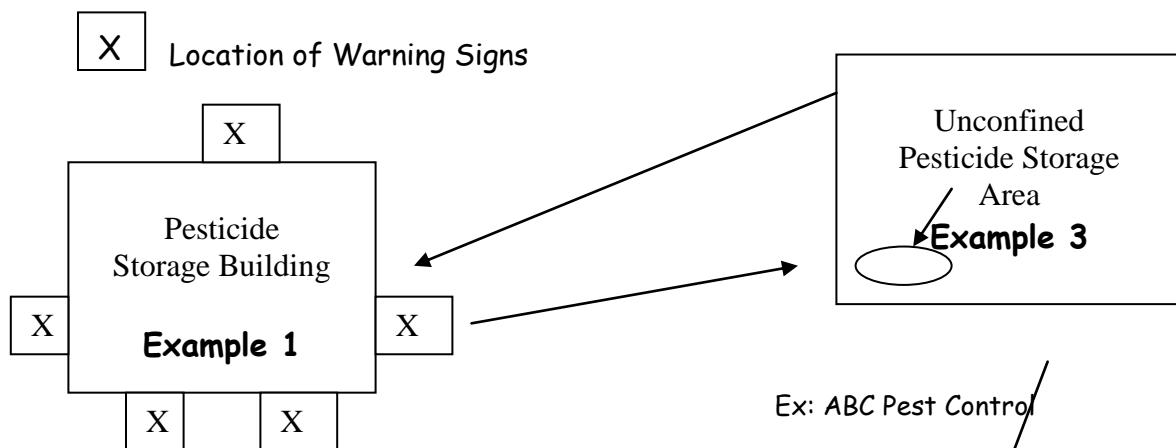 X Location of Warning Signs
X
Pesticide
Storage Building
X
X
Example 1
X
X
Unconfined
Pesticide Storage
Area
Example 3
Ex: ABC Pest Control